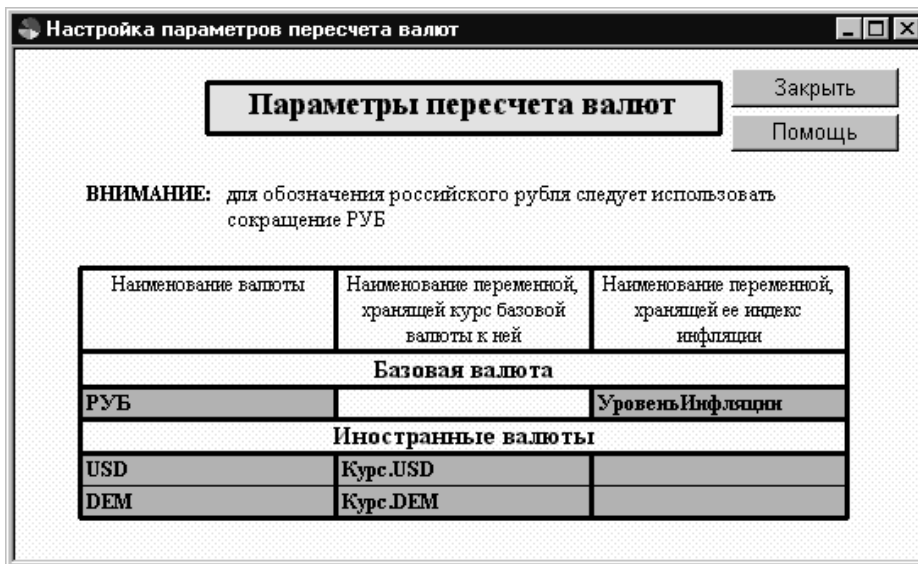 Настройка параметров пересчета валют
Параметры пересчета валют
Закрыть
Помощь
ВНИМАНИЕ: для обозначения российского рубля следует использовать
сокращение РУБ
Наименование валюты
Наименование переменной,
хранящей курс базовой
валюты к ней
Наименование переменной,
хранящей ее индекс
инфляции
Базовая валюта
РУБ
УровеньИнфляции
Иностранные валюты
USD
Курс.USD
DEM
Курс.DEM